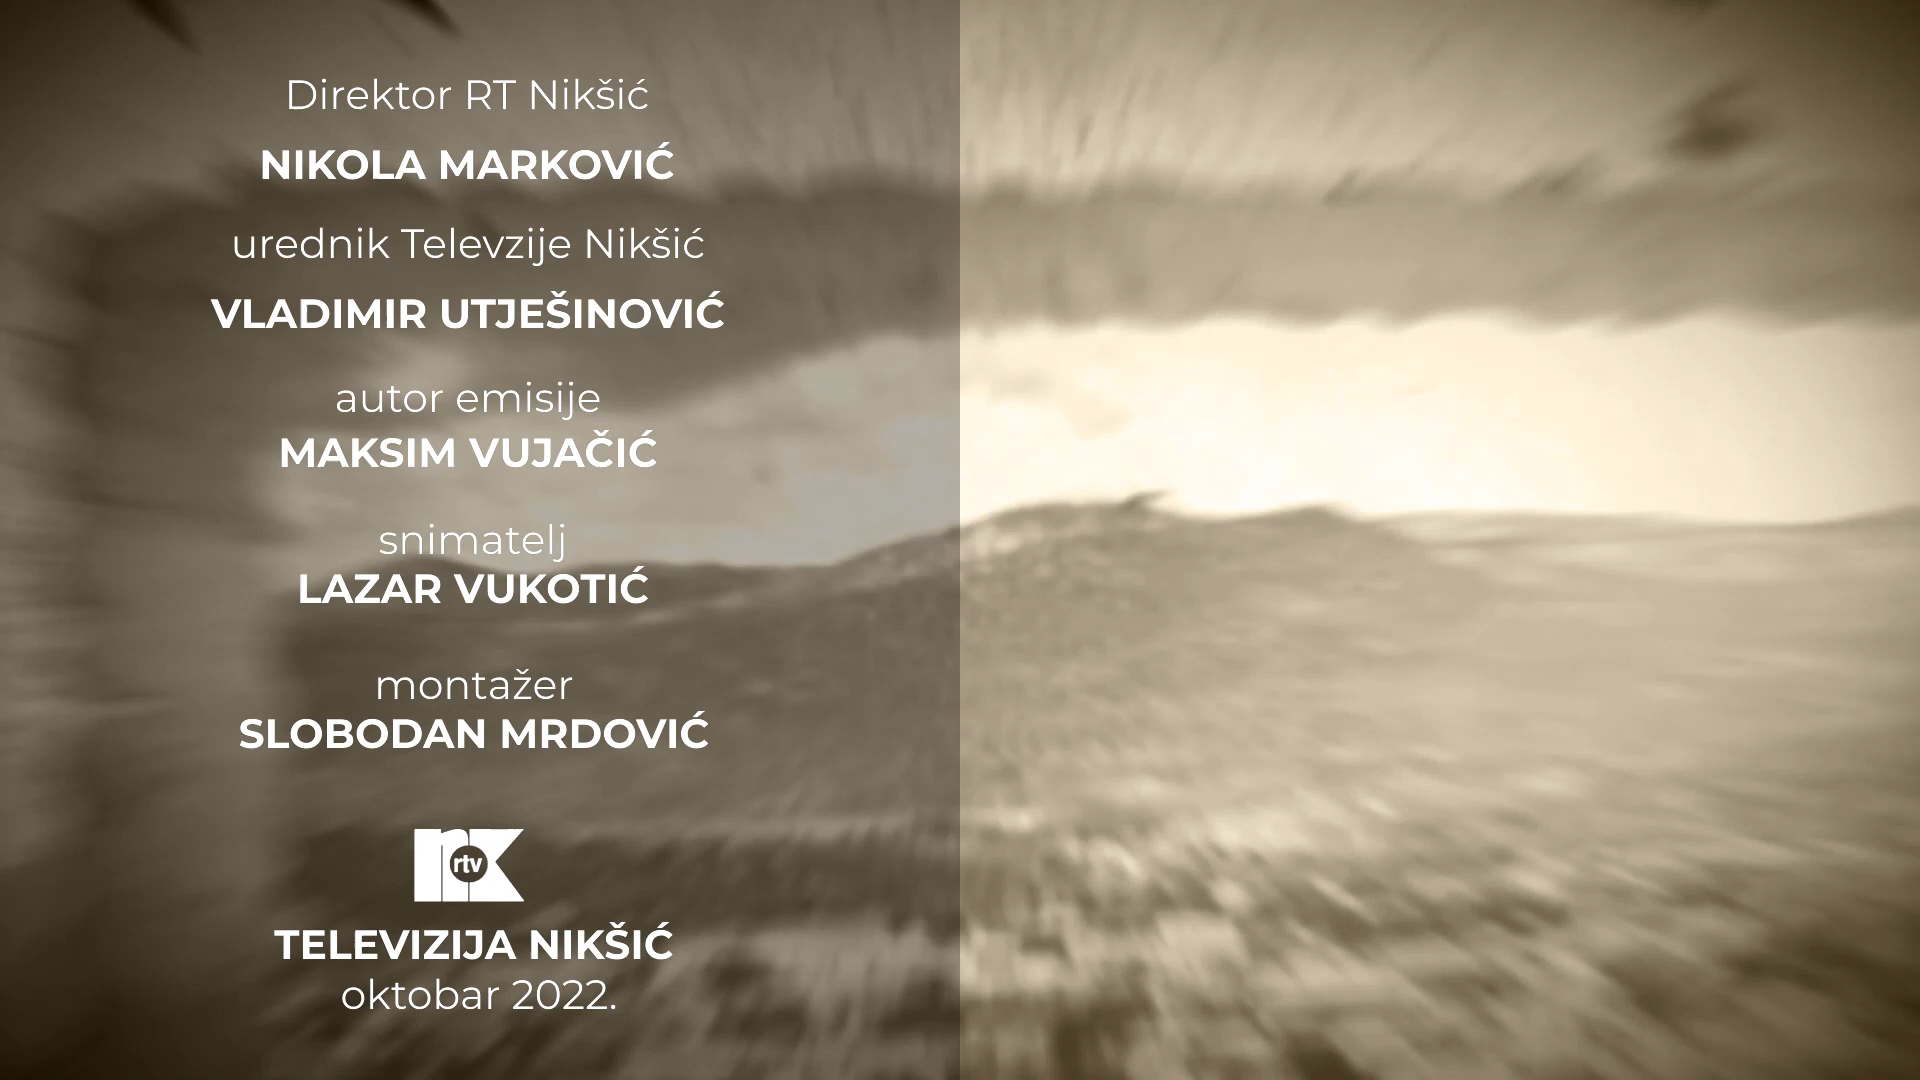 Direktor RT Nikšić
NIKOLA MARKOVIĆ
urednik Televzije Nikšić
VLADIMIR UTJEŠINOVIĆ
autor emisije
MAKSIM VUJAČIĆ
snimatelj
LAZAR VUKOTIĆ
montažer
SLOBODAN MRDOVIĆ
rtv
TELEVIZIJA NIKŠIĆ
oktobar 2022.